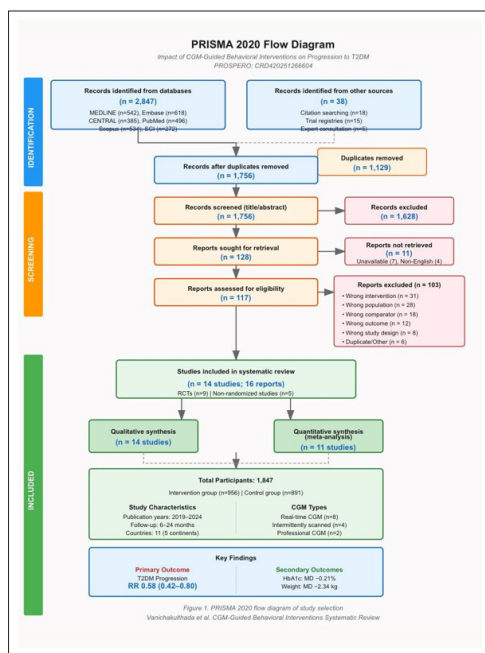 PRISMA 2020 Flow Diagram
Impact of CGM-Guided Behavioral Interventions on Progression to T2DM
PROSPERO: CRD420251266604
IDENTIFICATION
Records identified from databases
(n = 2,847)
MEDLINE (n=542), Embase (n=618)
CENTRAL (n=385), PubMed (n=496)
Scopus (n=534), SCI (n=272)
Records identified from other sources
(n = 38)
Citation searching (n=18)
Trial registries (n=15)
Expert consultation (n=5)
Records after duplicates removed
(n = 1,756)
Duplicates removed
(n = 1,129)
SCREENING
Records screened (title/abstract)
(n = 1,756)
Records excluded
(n = 1,628)
Reports sought for retrieval
(n = 128)
Reports not retrieved
(n = 11)
Unavailable (7), Non-English (4)
Reports assessed for eligibility
(n = 117)
Reports excluded (n = 103)
• Wrong intervention (n = 31)
• Wrong population (n = 28)
• Wrong comparator (n = 18)
• Wrong outcome (n = 12)
• Wrong study design (n = 8)
• Duplicate/Other (n = 6)
INCLUDED
Studies included in systematic review
(n = 14 studies; 16 reports)
RCTs (n=9) | Non-randomized studies (n=5)
Qualitative synthesis
(n = 14 studies)
Quantitative synthesis
(meta-analysis)
(n = 11 studies)
Total Participants: 1,847
Intervention group (n=956) | Control group (n=891)
Study Characteristics
Publication years: 2019–2024
Follow-up: 6–24 months
Countries: 11 (5 continents)
CGM Types
Real-time CGM (n=8)
Intermittently scanned (n=4)
Professional CGM (n=2)
Key Findings
Primary Outcome
T2DM Progression
RR 0.58 (0.42–0.80)
Secondary Outcomes
HbA1c: MD −0.21%
Weight: MD −2.34 kg
Figure 1. PRISMA 2020 flow diagram of study selection
Vanichakulthada et al. CGM-Guided Behavioral Interventions Systematic Review